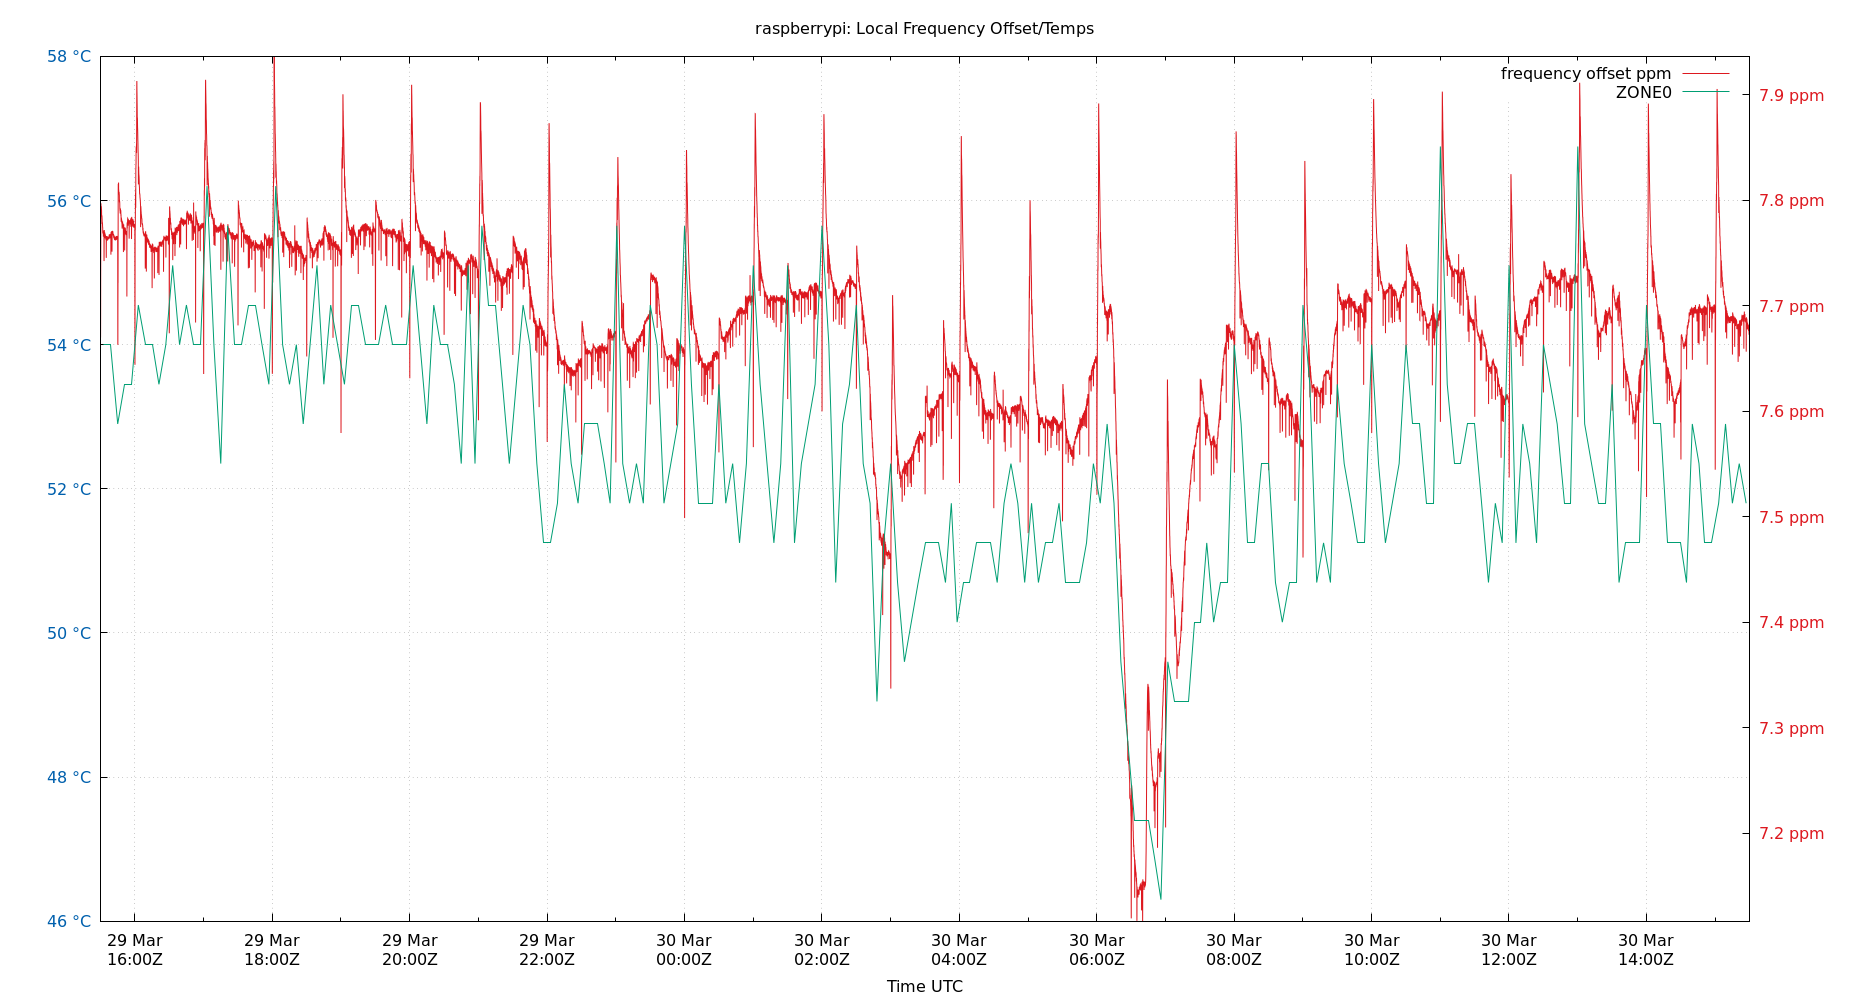 raspberrypi: Local Frequency Offset/Temps
58 °C
56 °C
54 °C
52 °C
50 °C
48 °C
46 °C
frequency offset ppm
ZONE0
7.9 ppm
7.8 ppm
7.7 ppm
7.6 ppm
7.5 ppm
7.4 ppm
7.3 ppm
7.2 ppm
29 Mar
16:00Z
29 Mar
18:00Z
29 Mar
20:00Z
29 Mar
22:00Z
30 Mar
00:00Z
30 Mar
02:00Z
30 Mar
04:00Z
30 Mar
06:00Z
30 Mar
08:00Z
30 Mar
10:00Z
30 Mar
12:00Z
30 Mar
14:00Z
Time UTC